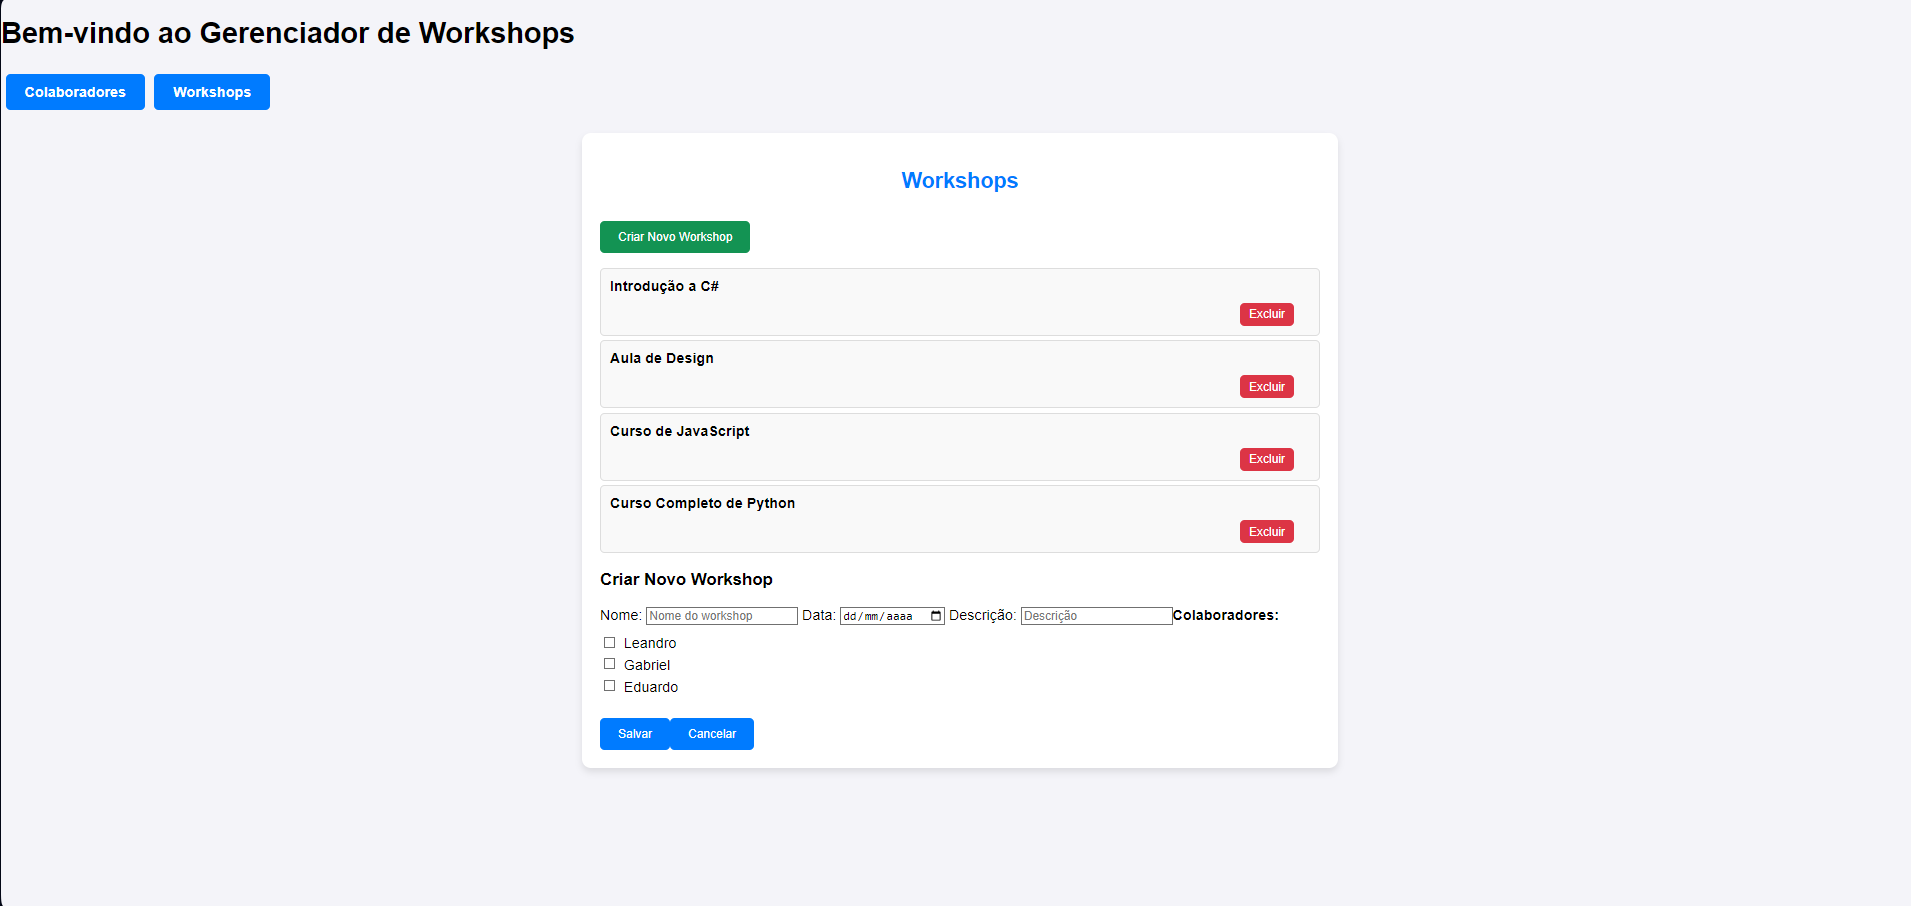 Bem-vindo ao Gerenciador de Workshops
Colaboradores Workshops
Workshops
Criar Novo Workshop
Introdução a C#
Excluir
Aula de Design
Excluir
Curso de JavaScript
Excluir
Curso Completo de Python
Excluir
Criar Novo Workshop
Nome: Nome do workshop Data: dd/mm/aaaa Descrição: Descrição Colaboradores:
Leandro
Gabriel
Eduardo
Salvar Cancelar